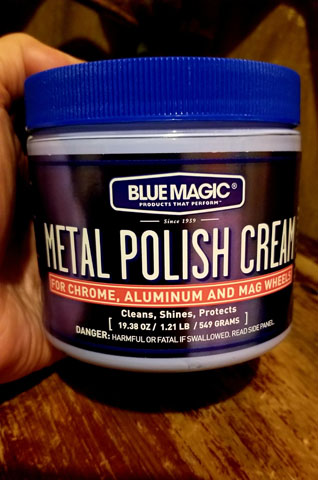 BLUE MAGIC®
PRODUCTS THAT PERFORM™
Since 1959
METAL POLISH CREAM
FOR CHROME, ALUMINUM AND MAG WHEELS
Cleans, Shines, Protects
[ 19.38 OZ / 1.21 LB / 549 GRAMS ]
DANGER: HARMFUL OR FATAL IF SWALLOWED. READ SIDE PANEL.